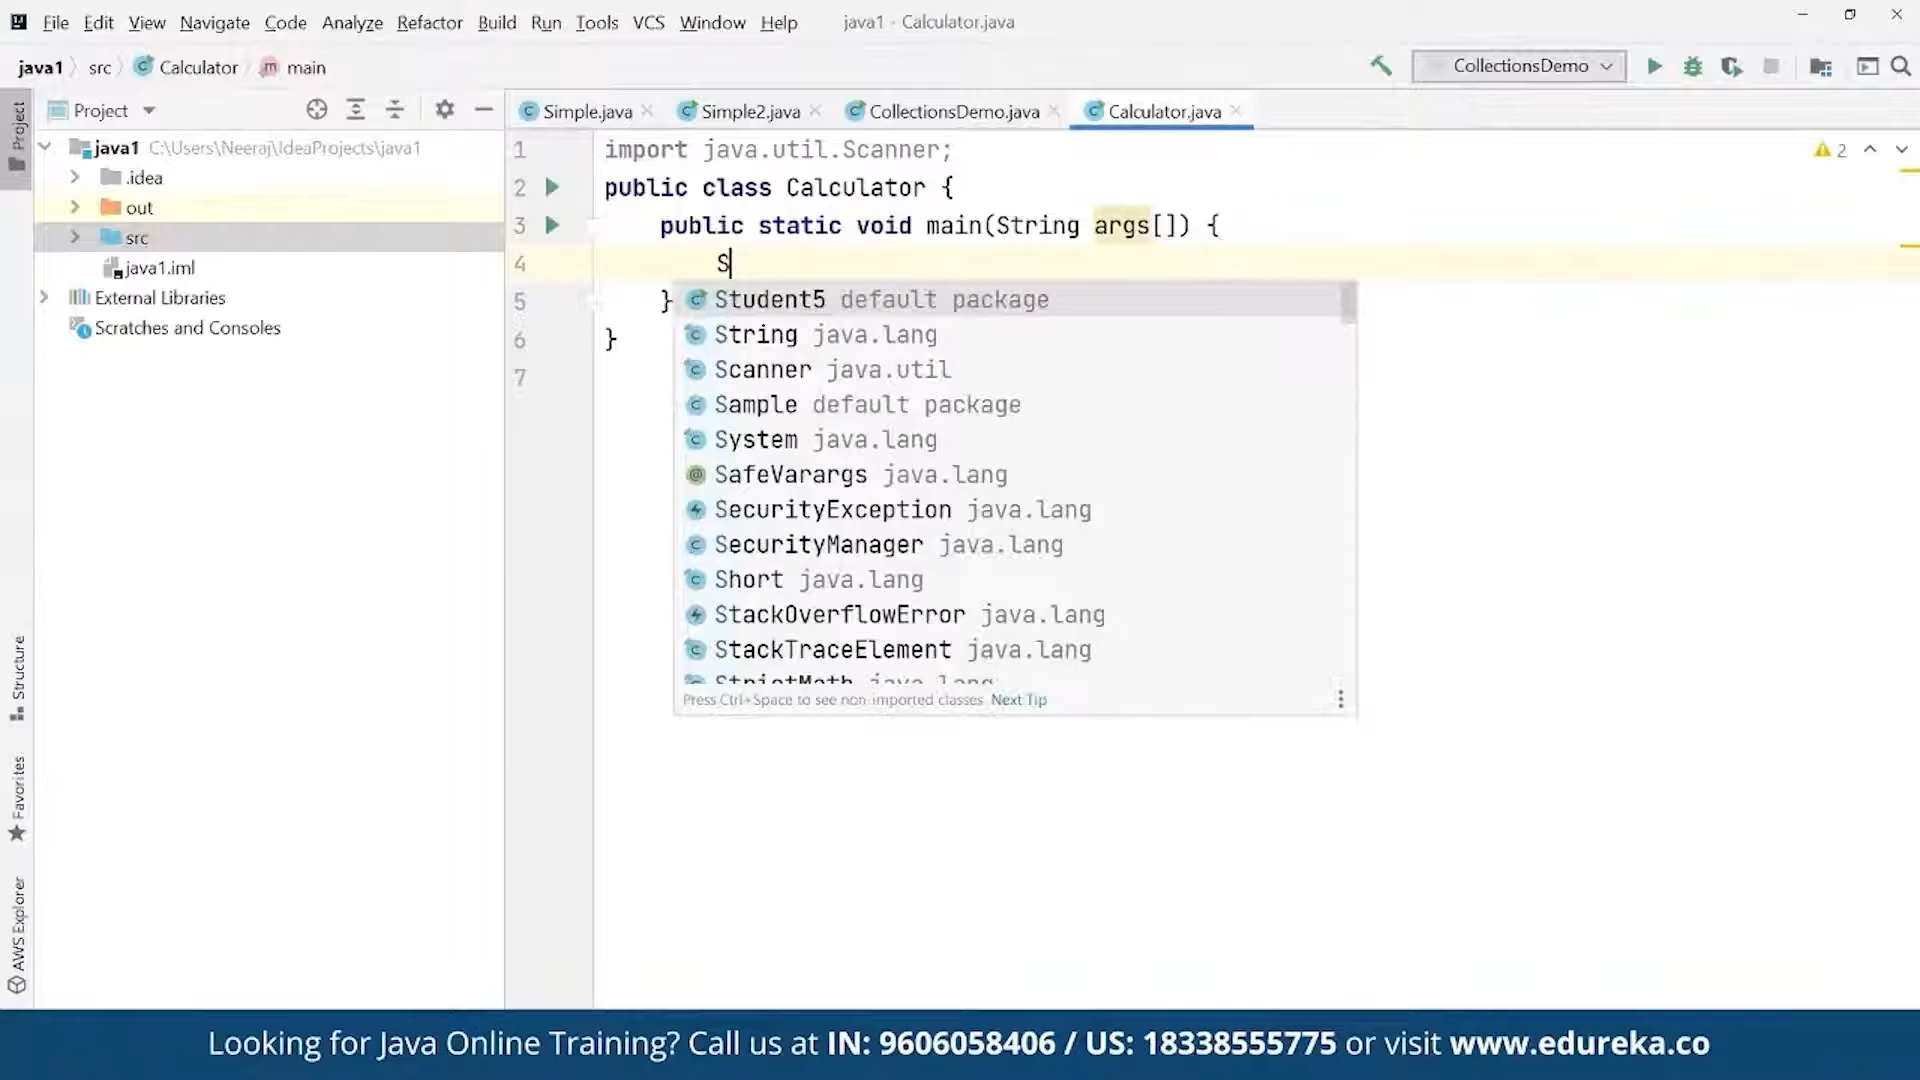 File Edit View Navigate Code Analyze Refactor Build Run Tools VCS Window Help java1 - Calculator.java
java1 src Calculator main
CollectionsDemo
Project
Project
Simple.java
Simple2.java
CollectionsDemo.java
Calculator.java
java1 C:\Users\Neeraj\IdeaProjects\java1
.idea
out
src
java1.iml
External Libraries
Scratches and Consoles
1 import java.util.Scanner;
2 public class Calculator {
3 public static void main(String args[]) {
4 S
5 }
6 }
7
2
Student5 default package
String java.lang
Scanner java.util
Sample default package
System java.lang
SafeVarargs java.lang
SecurityException java.lang
SecurityManager java.lang
Short java.lang
StackOverflowError java.lang
StackTraceElement java.lang
StrictMath java.lang
Press Ctrl+Space to see non-imported classes Next Tip
Structure
Favorites
AWS Explorer
Looking for Java Online Training? Call us at IN: 9606058406 / US: 18338555775 or visit www.edureka.co